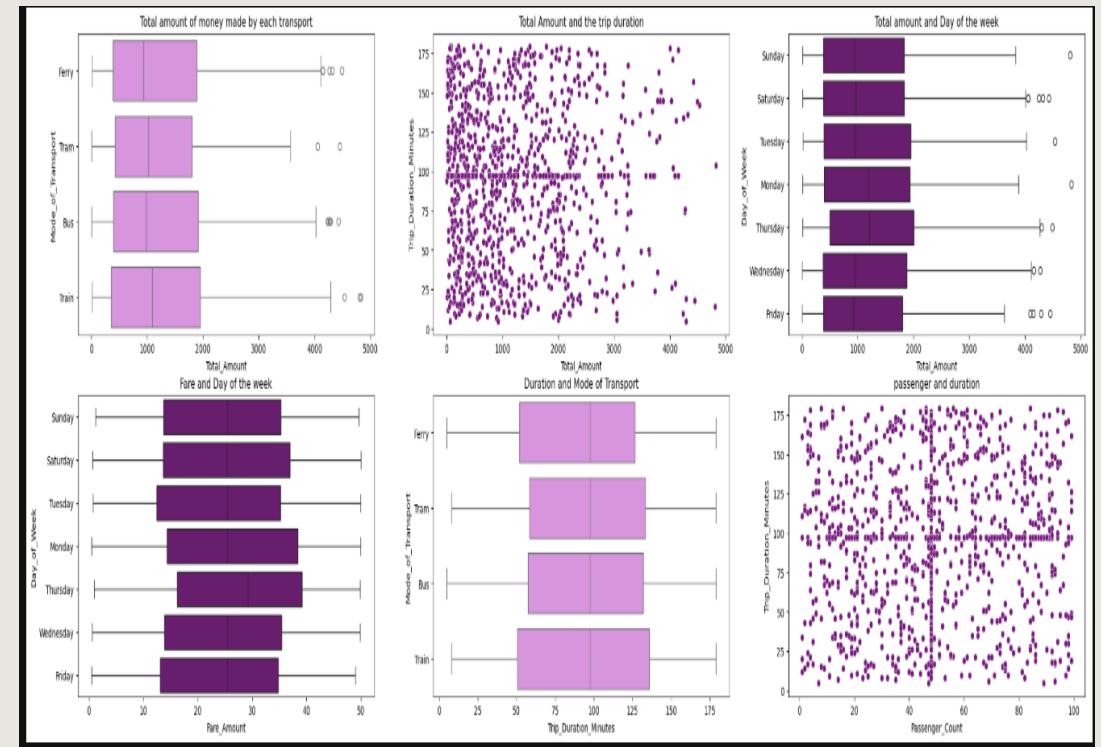 Total amount of money made by each transport
Mode_of_Transport
Ferry
Tram
Bus
Train
0 1000 2000 3000 4000 5000
Total_Amount
Total Amount and the trip duration
Trip_Duration_Minutes
175
150
125
100
75
50
25
0
0 1000 2000 3000 4000 5000
Total_Amount
Total amount and Day of the week
Day_of_Week
Sunday
Saturday
Tuesday
Monday
Thursday
Wednesday
Friday
0 1000 2000 3000 4000 5000
Total_Amount
Fare and Day of the week
Day_of_Week
Sunday
Saturday
Tuesday
Monday
Thursday
Wednesday
Friday
0 10 20 30 40 50
Fare_Amount
Duration and Mode of Transport
Mode_of_Transport
Ferry
Tram
Bus
Train
0 25 50 75 100 125 150 175
Trip_Duration_Minutes
passenger and duration
Trip_Duration_Minutes
175
150
125
100
75
50
25
0
0 20 40 60 80 100
Passenger_Count